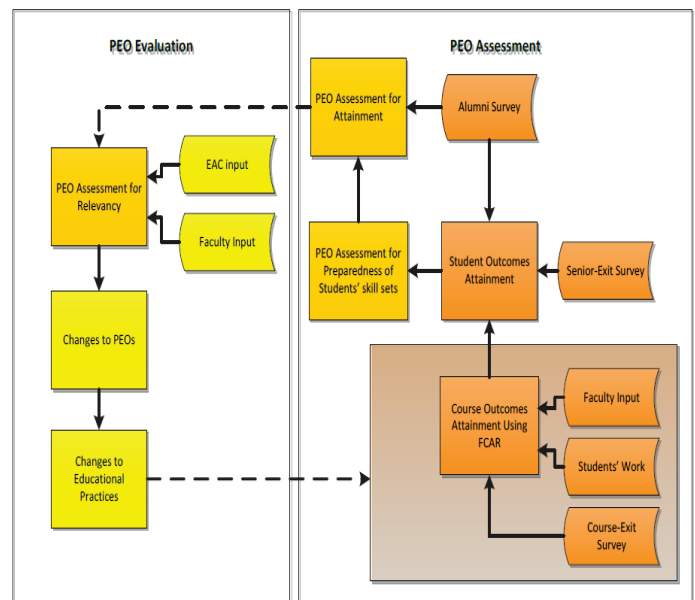 PEO Evaluation
PEO Assessment for
Relevancy
EAC input
Faculty Input
Changes to PEOs
Changes to
Educational
Practices
PEO Assessment
PEO Assessment for
Attainment
Alumni Survey
PEO Assessment for
Preparedness of
Students’ skill sets
Student Outcomes
Attainment
Senior-Exit Survey
Course Outcomes
Attainment Using
FCAR
Faculty Input
Students’ Work
Course-Exit
Survey